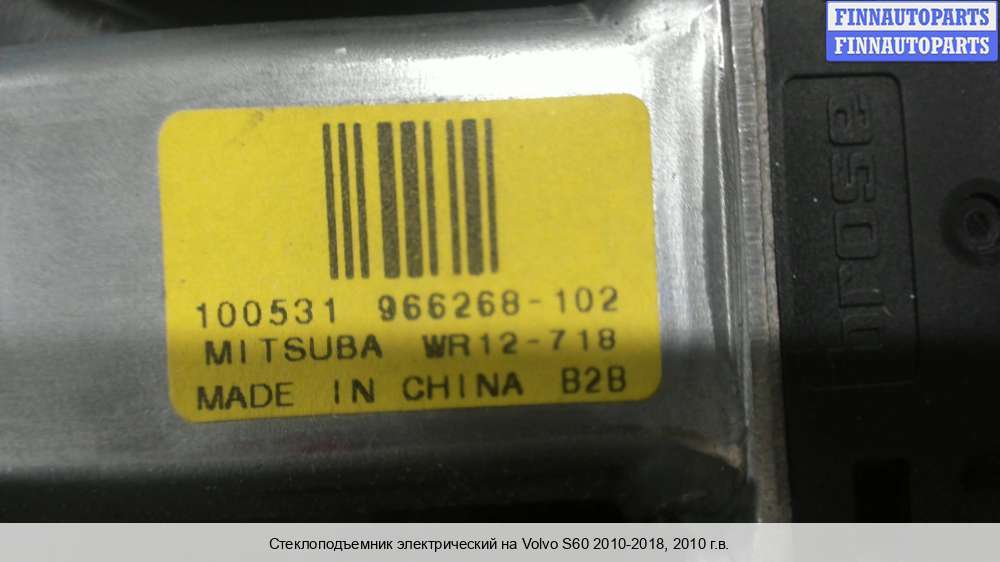 FINNAUTOPARTS
FINNAUTOPARTS
brose
100531 966268-102
MITSUBA WR12-718
MADE IN CHINA B2B
Стеклоподъемник электрический на Volvo S60 2010-2018, 2010 г.в.